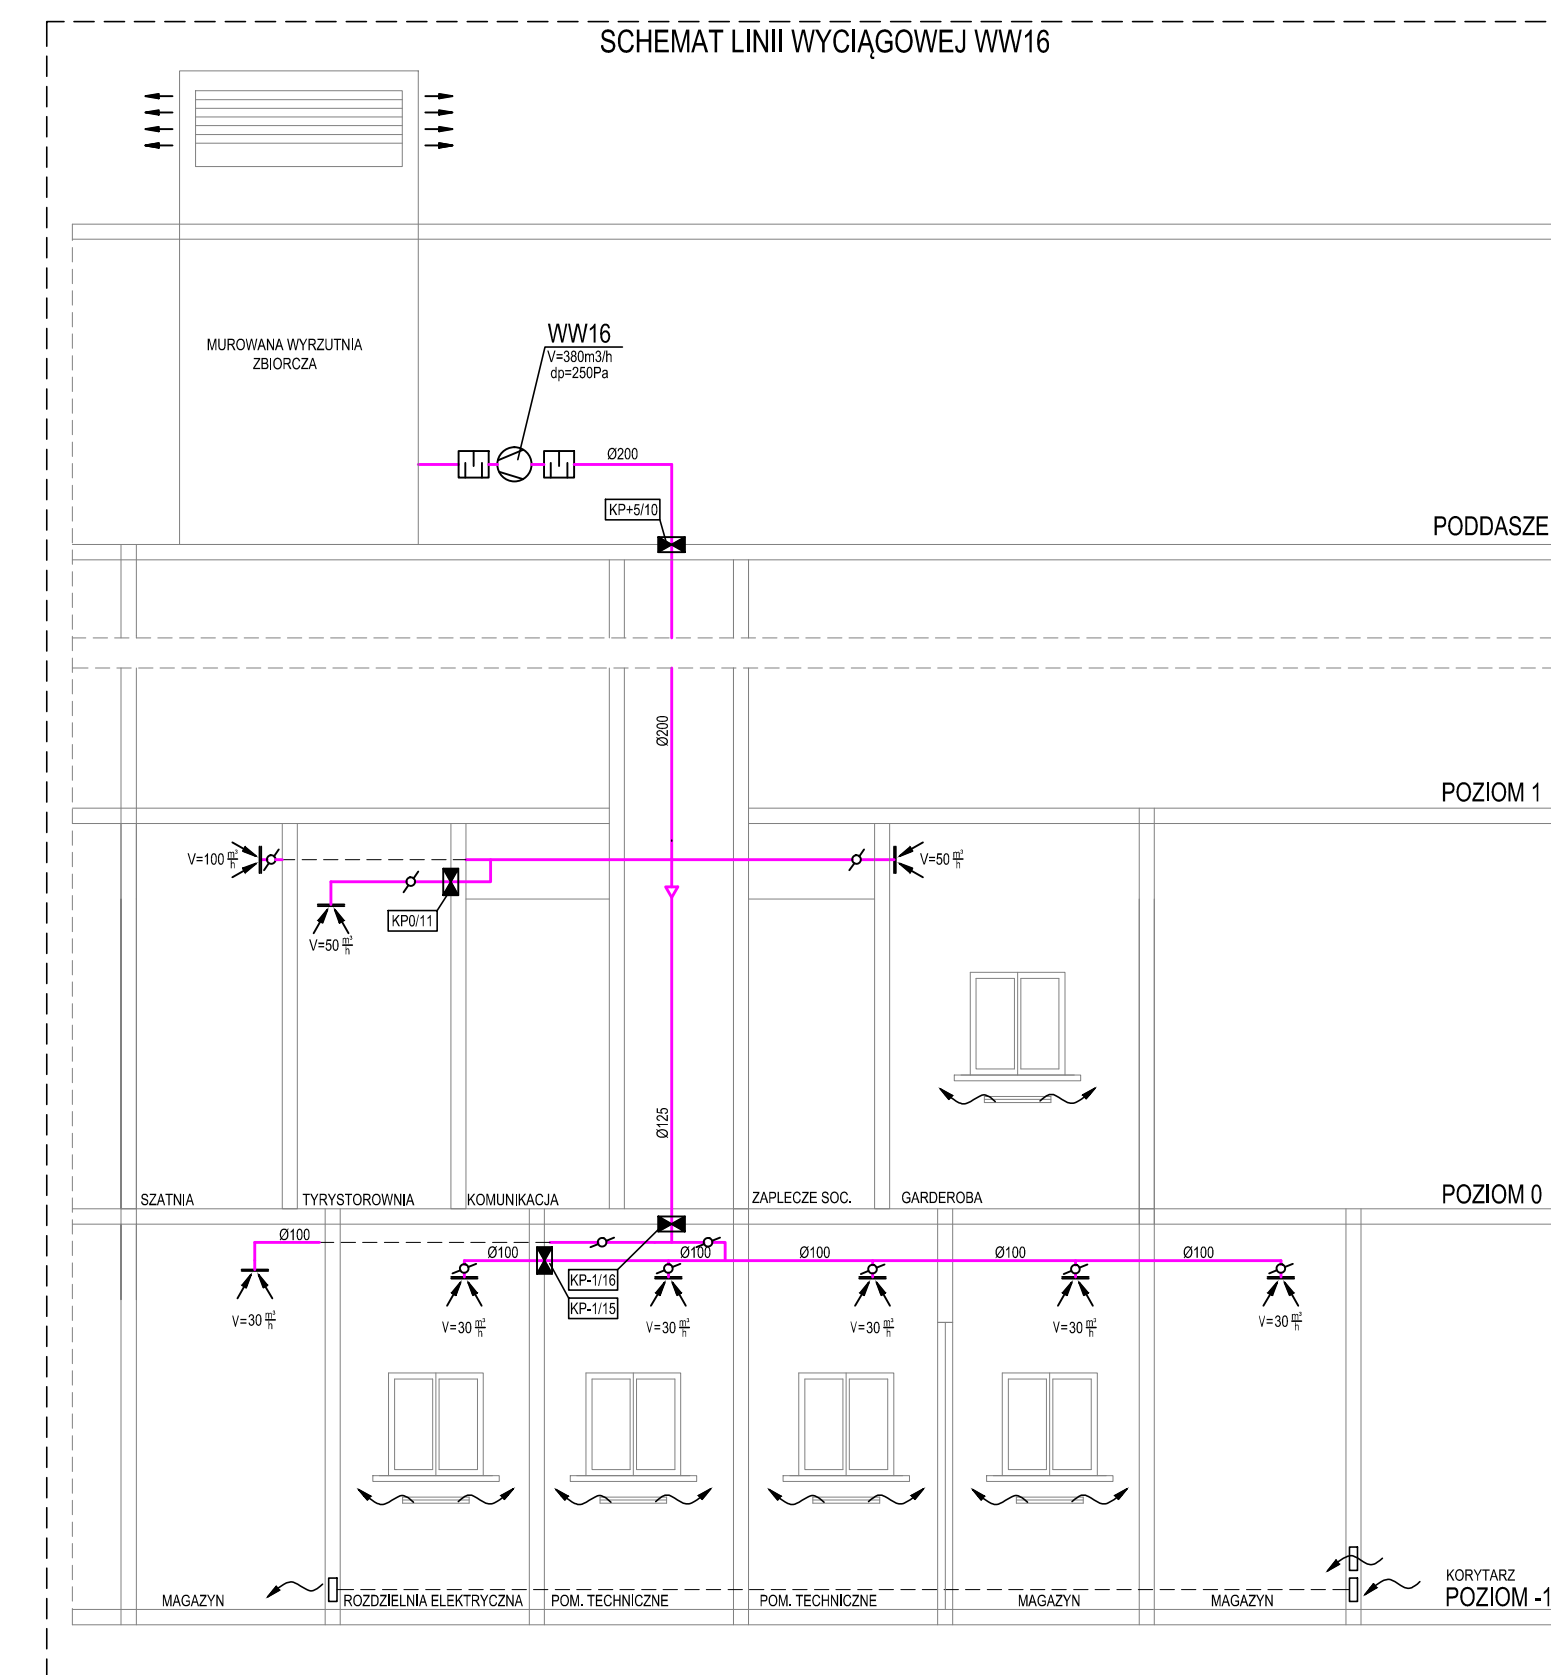 SCHEMAT LINII WYCIĄGOWEJ WW16
MUROWANA WYRZUTNIA
ZBIORCZA
WW16
V=380m3/h
dp=250Pa
Ø200
KP+5/10
PODDASZE
Ø200
POZIOM 1
V=100 m³/h
V=50 m³/h
KP0/11
V=50 m³/h
Ø125
SZATNIA
TYRYSTOROWNIA
KOMUNIKACJA
ZAPLECZE SOC.
GARDEROBA
POZIOM 0
Ø100
Ø100
Ø100
Ø100
Ø100
Ø100
KP-1/16
KP-1/15
V=30 m³/h
V=30 m³/h
V=30 m³/h
V=30 m³/h
V=30 m³/h
V=30 m³/h
KORYTARZ
POZIOM -1
MAGAZYN
ROZDZIELNIA ELEKTRYCZNA
POM. TECHNICZNE
POM. TECHNICZNE
MAGAZYN
MAGAZYN